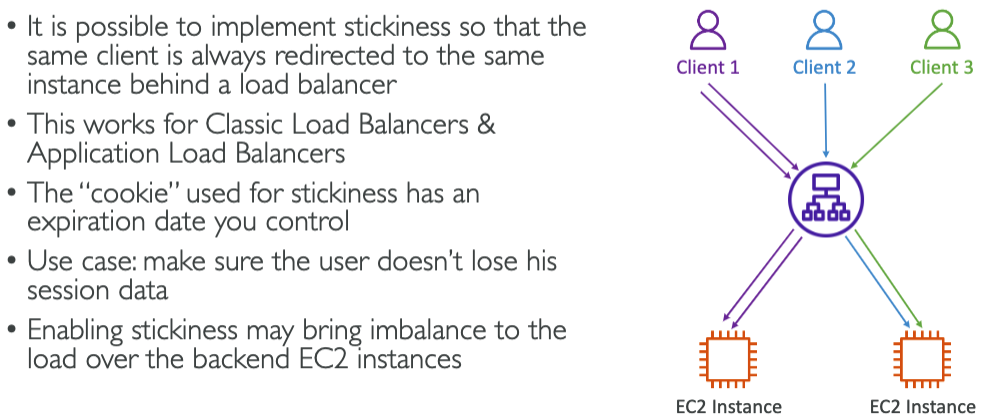 • It is possible to implement stickiness so that the
same client is always redirected to the same
instance behind a load balancer
• This works for Classic Load Balancers &
Application Load Balancers
• The “cookie” used for stickiness has an
expiration date you control
• Use case: make sure the user doesn’t lose his
session data
• Enabling stickiness may bring imbalance to the
load over the backend EC2 instances
Client 1
Client 2
Client 3
EC2 Instance
EC2 Instance